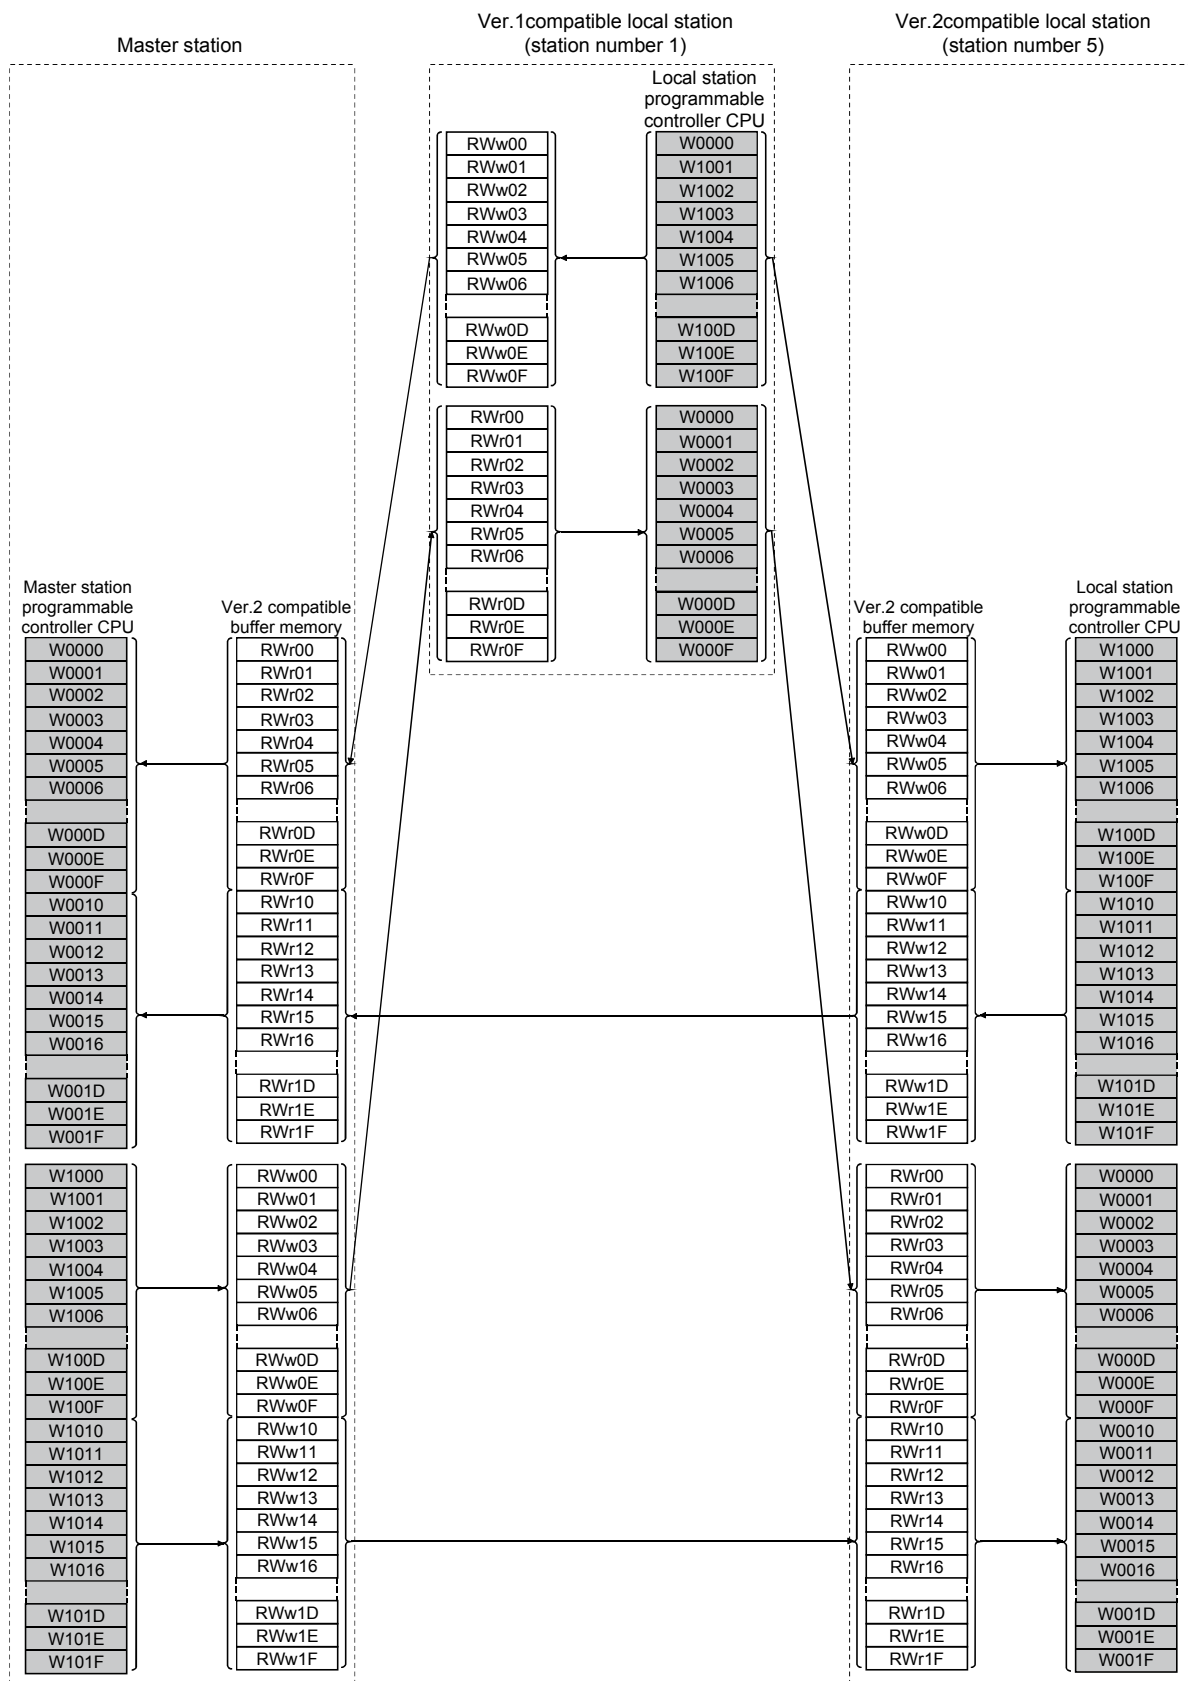 Master station
Ver.1compatible local station
(station number 1)
Ver.2compatible local station
(station number 5)
Local station
programmable
controller CPU
RWw00 W0000
RWw01 W1001
RWw02 W1002
RWw03 W1003
RWw04 W1004
RWw05 W1005
RWw06 W1006
RWw0D W100D
RWw0E W100E
RWw0F W100F
RWr00 W0000
RWr01 W0001
RWr02 W0002
RWr03 W0003
RWr04 W0004
RWr05 W0005
RWr06 W0006
RWr0D W000D
RWr0E W000E
RWr0F W000F
Master station
programmable
controller CPU
Ver.2 compatible
buffer memory
Ver.2 compatible
buffer memory
Local station
programmable
controller CPU
W0000 RWr00 RWw00 W1000
W0001 RWr01 RWw01 W1001
W0002 RWr02 RWw02 W1002
W0003 RWr03 RWw03 W1003
W0004 RWr04 RWw04 W1004
W0005 RWr05 RWw05 W1005
W0006 RWr06 RWw06 W1006
W000D RWr0D RWw0D W100D
W000E RWr0E RWw0E W100E
W000F RWr0F RWw0F W100F
W0010 RWr10 RWw10 W1010
W0011 RWr11 RWw11 W1011
W0012 RWr12 RWw12 W1012
W0013 RWr13 RWw13 W1013
W0014 RWr14 RWw14 W1014
W0015 RWr15 RWw15 W1015
W0016 RWr16 RWw16 W1016
W001D RWr1D RWw1D W101D
W001E RWr1E RWw1E W101E
W001F RWr1F RWw1F W101F
W1000 RWw00 RWr00 W0000
W1001 RWw01 RWr01 W0001
W1002 RWw02 RWr02 W0002
W1003 RWw03 RWr03 W0003
W1004 RWw04 RWr04 W0004
W1005 RWw05 RWr05 W0005
W1006 RWw06 RWr06 W0006
W100D RWw0D RWr0D W000D
W100E RWw0E RWr0E W000E
W100F RWw0F RWr0F W000F
W1010 RWw10 RWr10 W0010
W1011 RWw11 RWr11 W0011
W1012 RWw12 RWr12 W0012
W1013 RWw13 RWr13 W0013
W1014 RWw14 RWr14 W0014
W1015 RWw15 RWr15 W0015
W1016 RWw16 RWr16 W0016
W101D RWw1D RWr1D W001D
W101E RWw1E RWr1E W001E
W101F RWw1F RWr1F W001F